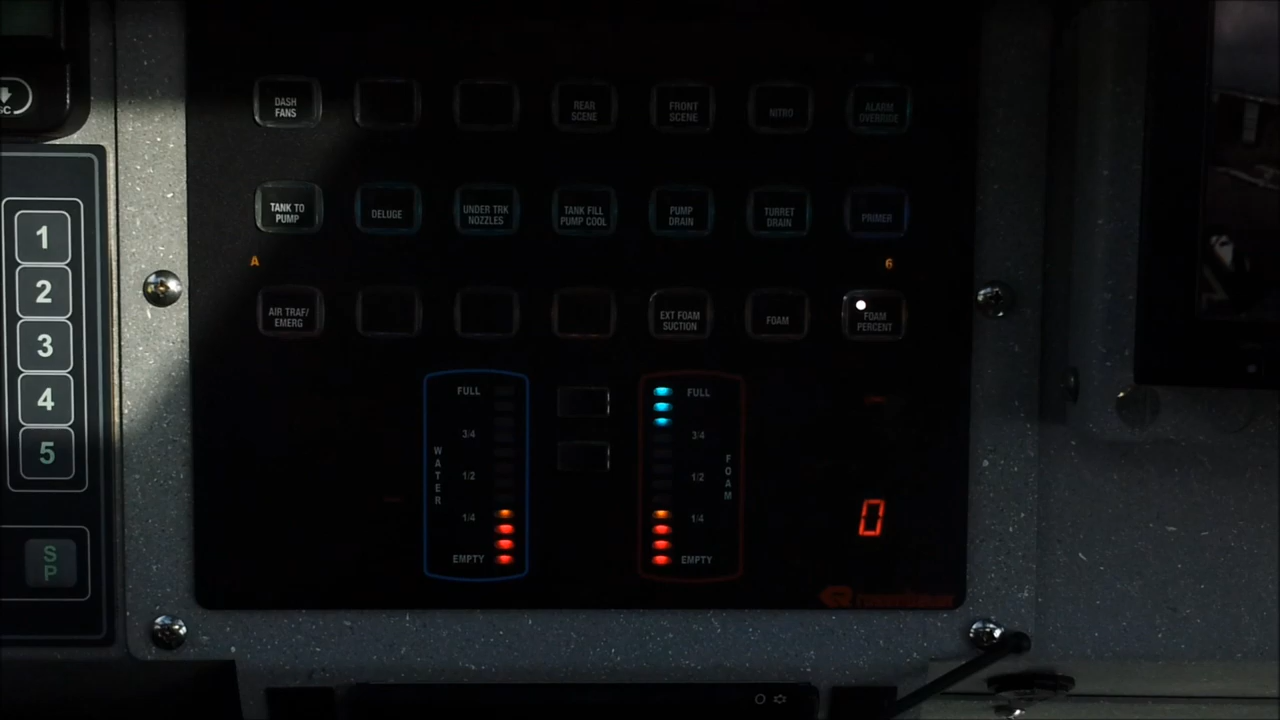 SC
DASH
FANS
REAR
SCENE
FRONT
SCENE
NITRO
ALARM
OVERRIDE
TANK TO
PUMP
DELUGE
UNDER TRK
NOZZLES
TANK FILL
PUMP COOL
PUMP
DRAIN
TURRET
DRAIN
PRIMER
A
6
AIR TRAF/
EMERG
EXT FOAM
SUCTION
FOAM
FOAM
PERCENT
1
2
3
4
5
SP
FULL
3/4
1/2
1/4
EMPTY
WATER
FULL
3/4
1/2
1/4
EMPTY
FOAM
0